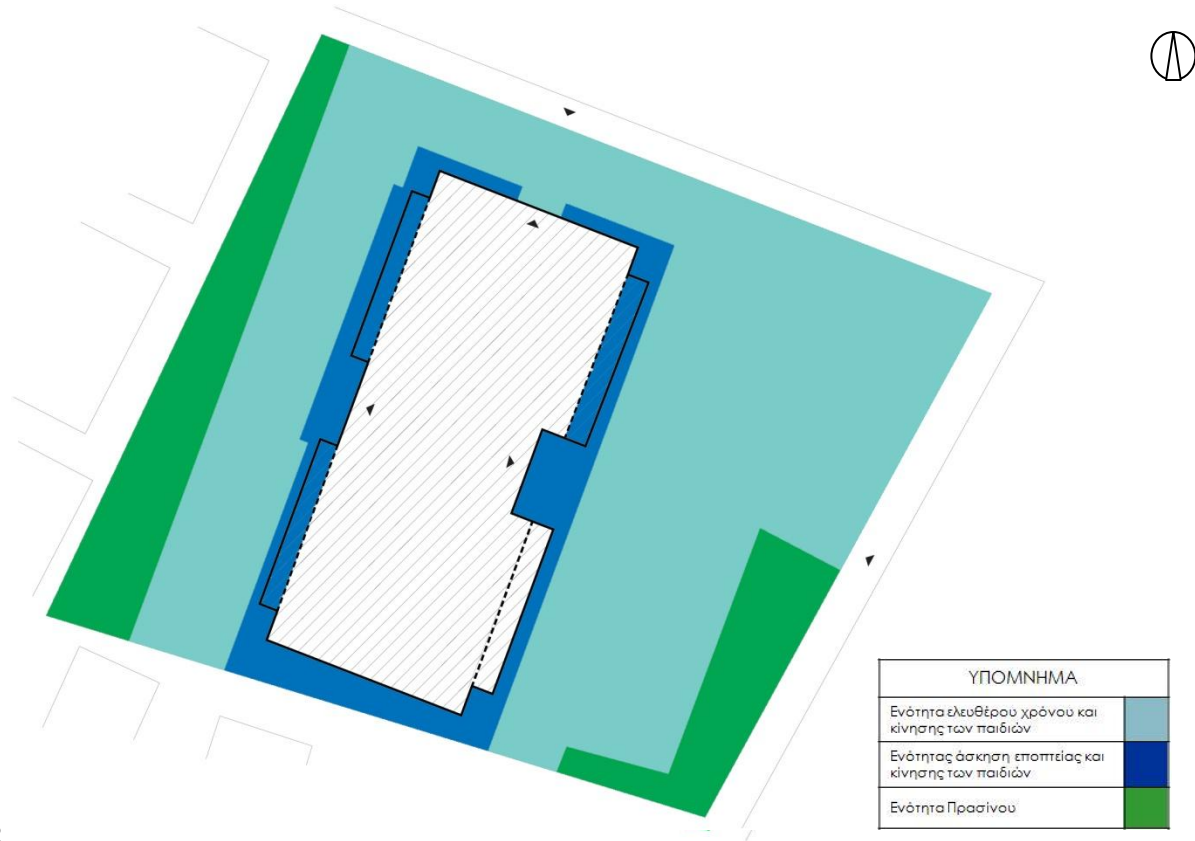 ΥΠΟΜΝΗΜΑ
Ενότητα ελευθέρου χρόνου και
κίνησης των παιδιών
Ενότητας άσκηση εποπτείας και
κίνησης των παιδιών
Ενότητα Πρασίνου